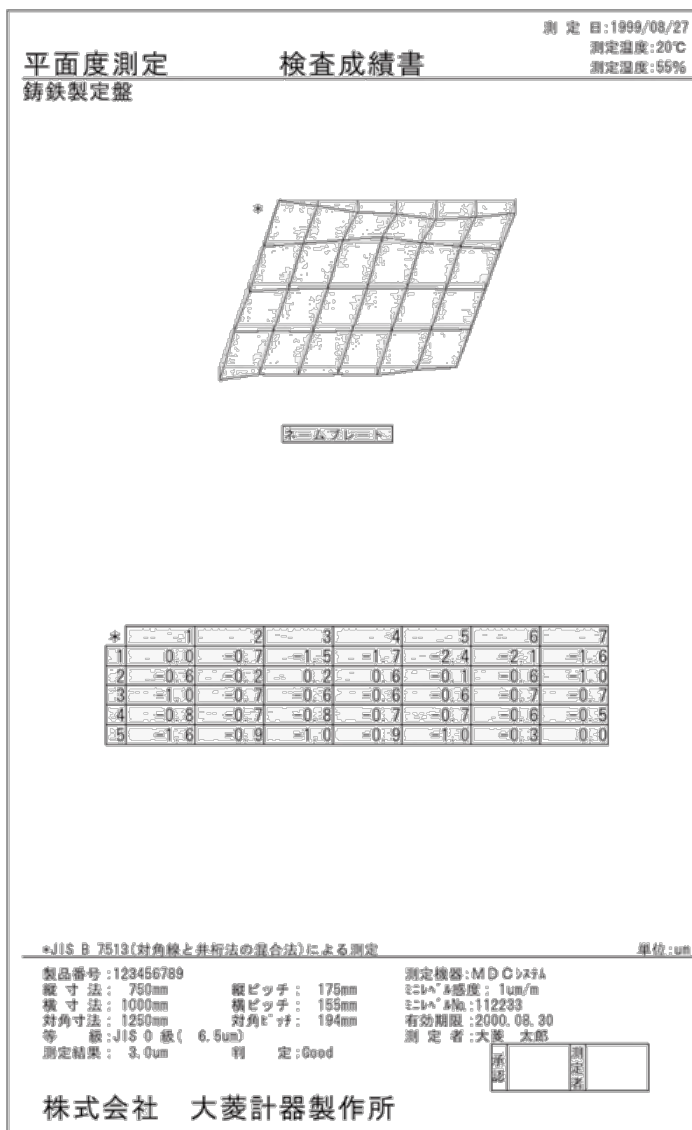 測 定 日:1999/08/27
測定温度:20℃
測定湿度:55%
平面度測定 検査成績書
鋳鉄製定盤
*
ネームプレート
* 1 2 3 4 5 6 7
1 0.0 -0.7 -1.5 -1.7 -2.4 -2.1 -1.6
2 -0.6 -0.2 0.2 0.6 -0.1 -0.6 -1.0
3 -1.0 -0.7 -0.6 -0.6 -0.6 -0.7 -0.7
4 -0.8 -0.7 -0.8 -0.7 -0.7 -0.6 -0.5
5 -1.6 -0.9 -1.0 -0.9 -1.0 -0.3 0.0
*JIS B 7513(対角線と井桁法の混合法)による測定 単位:um
製品番号:123456789 測定機器:MDCシステム
縦 寸 法: 750mm 縦ピッチ: 175mm ミニレベル感度: 1um/m
横 寸 法: 1000mm 横ピッチ: 155mm ミニレベルNo.:112233
対角寸法: 1250mm 対角ピッチ: 194mm 有効期限:2000.08.30
等 級:JIS 0 級( 6.5um) 測 定 者:大菱 太郎
測定結果: 3.0um 判 定:Good
承認 測定者
株式会社 大菱計器製作所